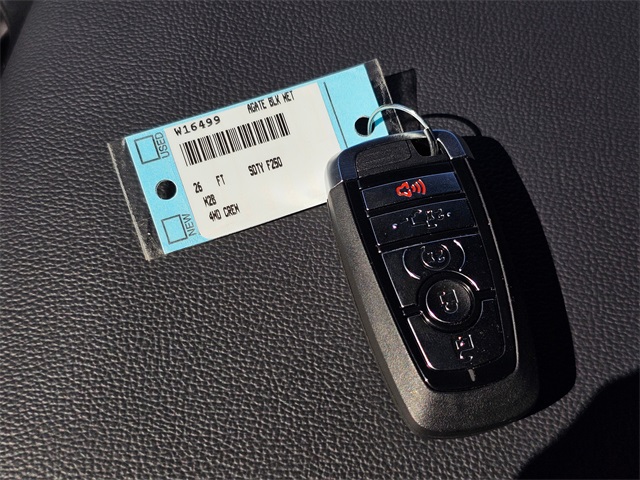 USED
NEW
W16499
AGATE BLK MET
26 FT SDTY F250
W2B
4WD CREW